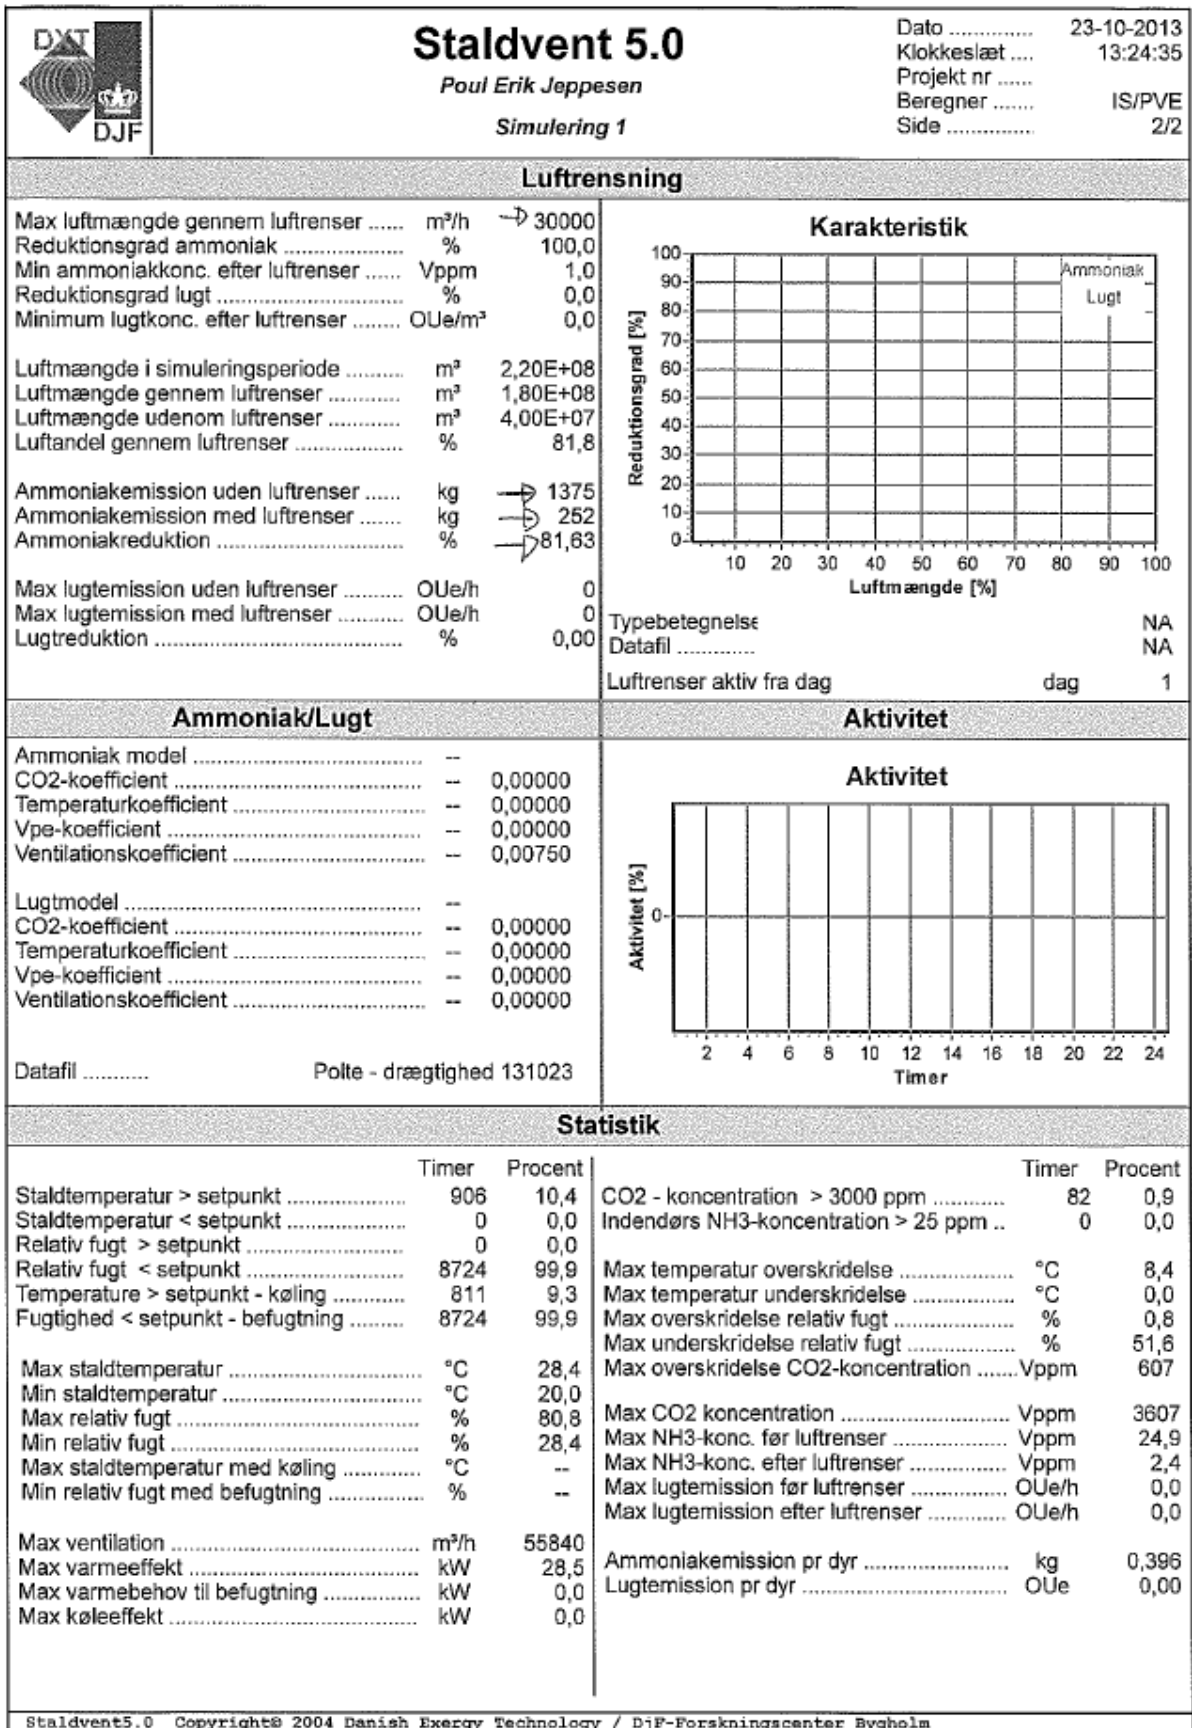 DXT
DJF
Staldvent 5.0
Poul Erik Jeppesen
Simulering 1
Dato ............. 23-10-2013
Klokkeslæt .... 13:24:35
Projekt nr ......
Beregner ....... IS/PVE
Side ............... 2/2
Luftrensning
Max luftmængde gennem luftrenser ...... m³/h 30000
Reduktionsgrad ammoniak ................. % 100,0
Min ammoniakkonc. efter luftrenser ...... Vppm 1,0
Reduktionsgrad lugt ........................... % 0,0
Minimum lugtkonc. efter luftrenser ........ OUe/m³ 0,0
Luftmængde i simuleringsperiode .......... m³ 2,20E+08
Luftmængde gennem luftrenser ............ m³ 1,80E+08
Luftmængde udenom luftrenser ............ m³ 4,00E+07
Luftandel gennem luftrenser ................. % 81,8
Ammoniakemission uden luftrenser ...... kg 1375
Ammoniakemission med luftrenser ....... kg 252
Ammoniakreduktion ............................. % 81,63
Max lugtemission uden luftrenser .......... OUe/h 0
Max lugtemission med luftrenser ........... OUe/h 0
Lugtreduktion ....................................... % 0,00
Karakteristik
Reduktionsgrad [%]
100
90
80
70
60
50
40
30
20
10
0
Ammoniak
Lugt
10 20 30 40 50 60 70 80 90 100
Luftmængde [%]
Typebetegnelse NA
Datafil ............. NA
Luftrenser aktiv fra dag dag 1
Ammoniak/Lugt
Ammoniak model .................................... --
CO2-koefficient ....................................... -- 0,00000
Temperaturkoefficient ............................... -- 0,00000
Vpe-koefficient ........................................ -- 0,00000
Ventilationskoefficient .............................. -- 0,00750
Lugtmodel ............................................... --
CO2-koefficient ....................................... -- 0,00000
Temperaturkoefficient ............................... -- 0,00000
Vpe-koefficient ........................................ -- 0,00000
Ventilationskoefficient .............................. -- 0,00000
Datafil ........... Polte - drægtighed 131023
Aktivitet
Aktivitet
Aktivitet [%]
0
2 4 6 8 10 12 14 16 18 20 22 24
Timer
Statistik
Timer Procent
Staldtemperatur > setpunkt .................. 906 10,4
Staldtemperatur < setpunkt .................. 0 0,0
Relativ fugt > setpunkt ......................... 0 0,0
Relativ fugt < setpunkt ......................... 8724 99,9
Temperature > setpunkt - køling ............ 811 9,3
Fugtighed < setpunkt - befugtning ......... 8724 99,9
Max staldtemperatur ............................. °C 28,4
Min staldtemperatur .............................. °C 20,0
Max relativ fugt ..................................... % 80,8
Min relativ fugt ...................................... % 28,4
Max staldtemperatur med køling ............ °C --
Min relativ fugt med befugtning ............... % --
Max ventilation ....................................... m³/h 55840
Max varmeeffekt ..................................... kW 28,5
Max varmebehov til befugtning ................ kW 0,0
Max køleeffekt ........................................ kW 0,0
Timer Procent
CO2 - koncentration > 3000 ppm ............ 82 0,9
Indendørs NH3-koncentration > 25 ppm .. 0 0,0
Max temperatur overskridelse ................. °C 8,4
Max temperatur underskridelse ................ °C 0,0
Max overskridelse relativ fugt ................... % 0,8
Max underskridelse relativ fugt ................. % 51,6
Max overskridelse CO2-koncentration ....... Vppm 607
Max CO2 koncentration ........................... Vppm 3607
Max NH3-konc. før luftrenser .................. Vppm 24,9
Max NH3-konc. efter luftrenser ................ Vppm 2,4
Max lugtemission før luftrenser ................ OUe/h 0,0
Max lugtemission efter luftrenser ............. OUe/h 0,0
Ammoniakemission pr dyr ....................... kg 0,396
Lugtemission pr dyr ................................ OUe 0,00
Staldvent5.0 Copyright© 2004 Danish Exergy Technology / DjF-Forskningscenter Bygholm